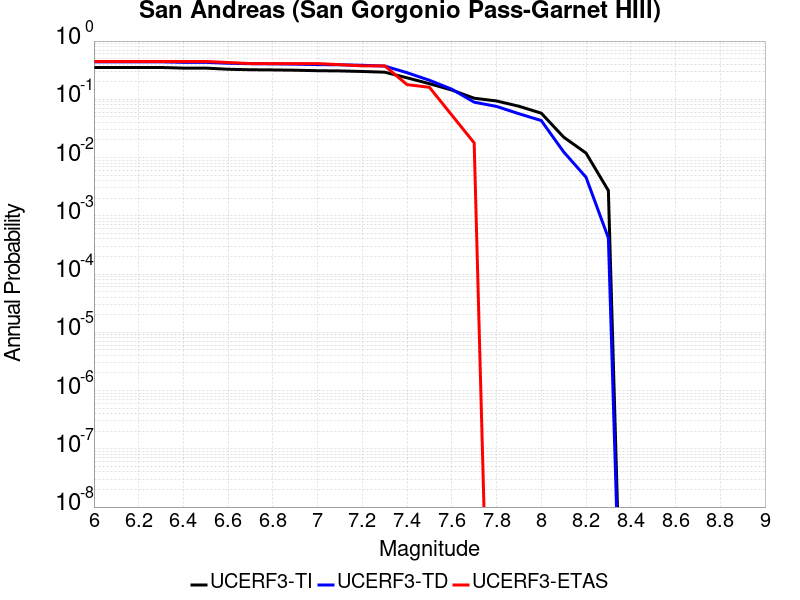 San Andreas (San Gorgonio Pass-Garnet HIll)
10^0
10^-1
10^-2
10^-3
10^-4
10^-5
10^-6
10^-7
10^-8
Annual Probability
6 6.2 6.4 6.6 6.8 7 7.2 7.4 7.6 7.8 8 8.2 8.4 8.6 8.8 9
Magnitude
UCERF3-TI UCERF3-TD UCERF3-ETAS